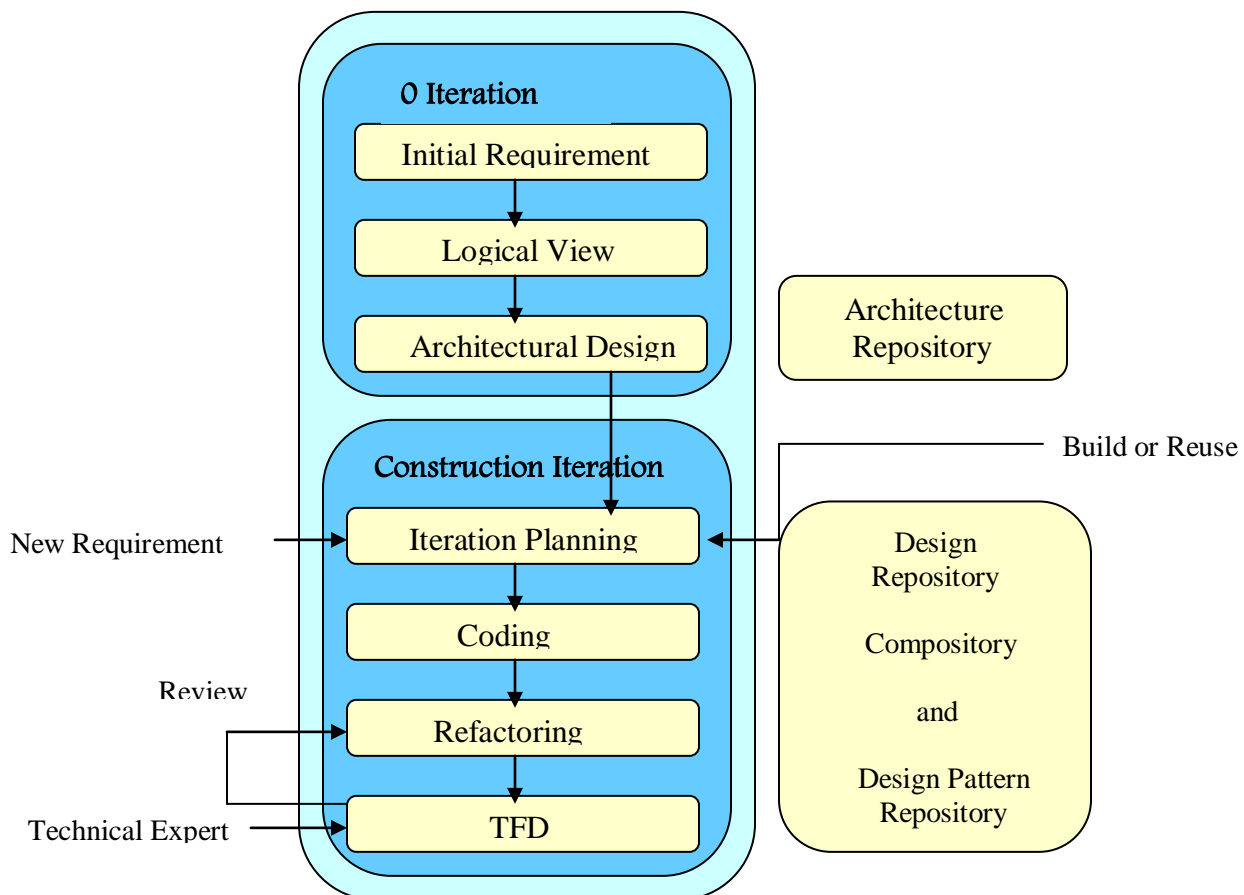 0 Iteration
Initial Requirement
Logical View
Architectural Design
Architecture
Repository
Build or Reuse
Construction Iteration
New Requirement
Iteration Planning
Coding
Review
Refactoring
Technical Expert
TFD
Design
Repository
Compository
and
Design Pattern
Repository